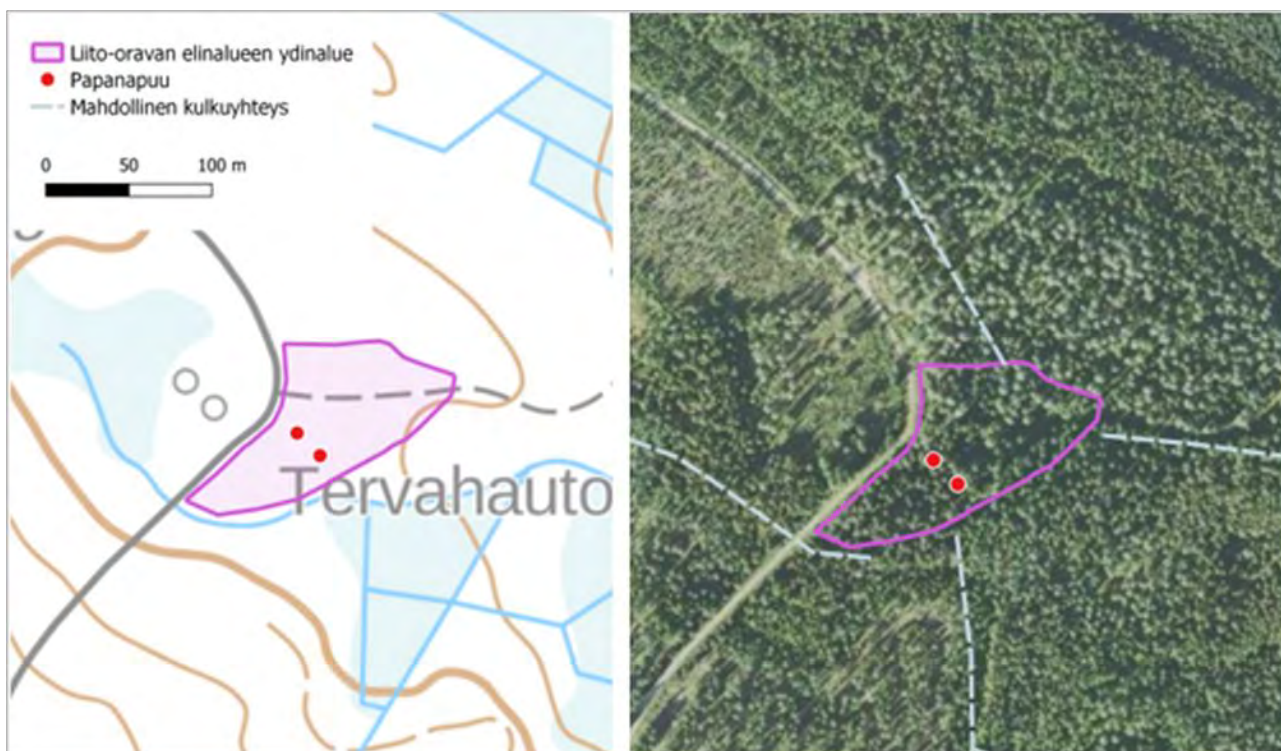 Liito-oravan elinalueen ydinalue
Papanapuu
Mahdollinen kulkuyhteys
0 50 100 m
Tervahauto